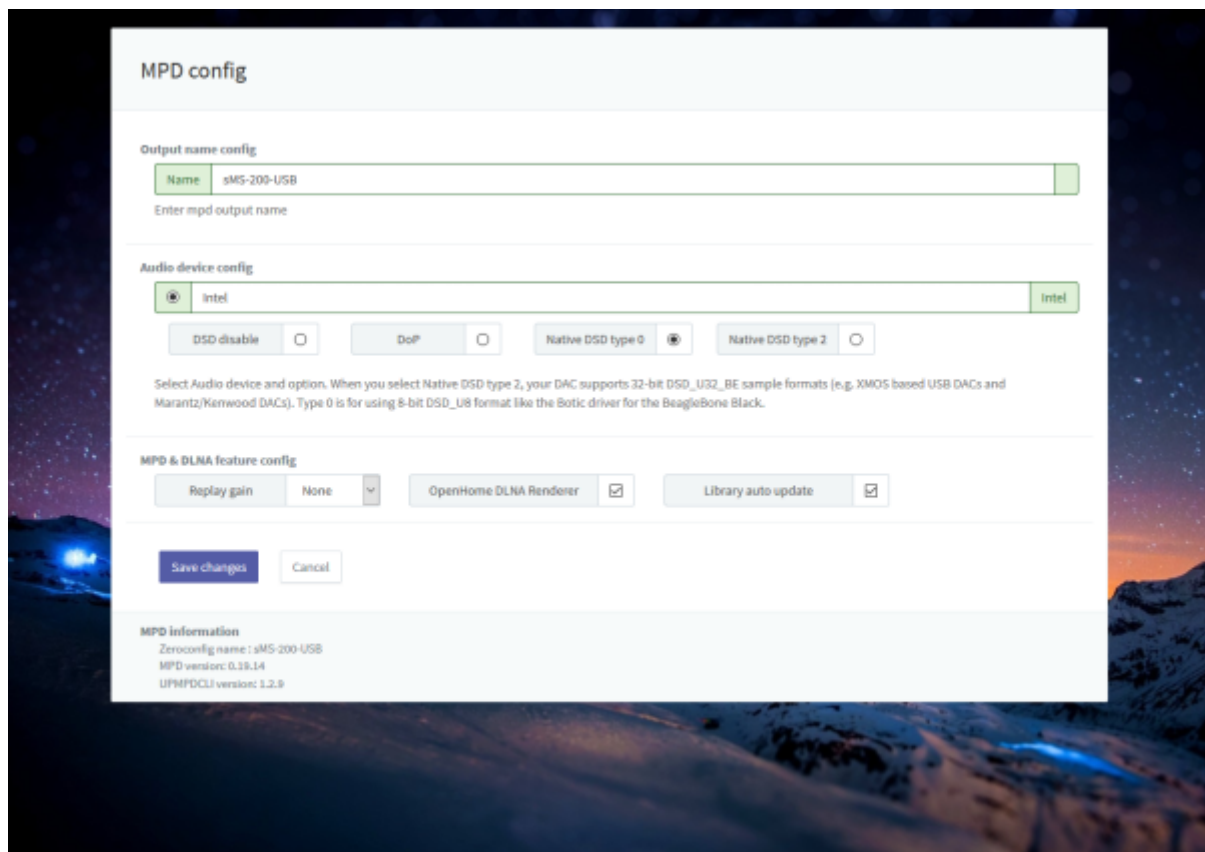 MPD config
Output name config
Name sMS-200-USB
Enter mpd output name
Audio device config
Intel Intel
DSD disable DoP Native DSD type 0 Native DSD type 2
Select Audio device and option. When you select Native DSD type 2, your DAC supports 32-bit DSD_U32_BE sample formats (e.g. XMOS based USB DACs and
Marantz/Kenwood DACs). Type 0 is for using 8-bit DSD_U8 format like the Botic driver for the BeagleBone Black.
MPD & DLNA feature config
Replay gain None OpenHome DLNA Renderer Library auto update
Save changes Cancel
MPD information
Zeroconfig name : sMS-200-USB
MPD version: 0.19.14
UPMPDCLI version: 1.2.9